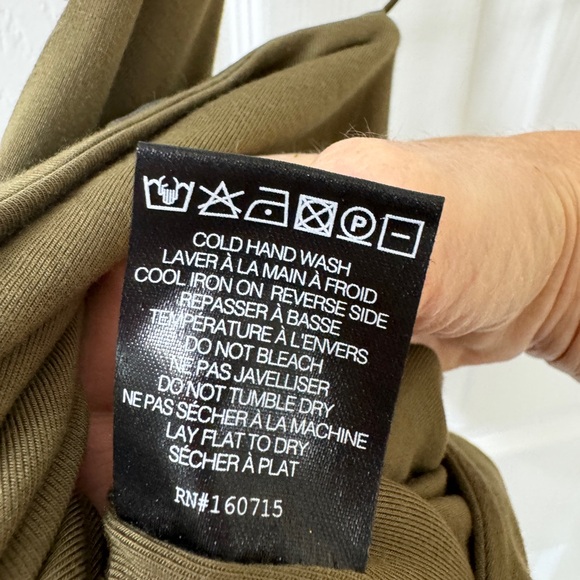 P
COLD HAND WASH
LAVER À LA MAIN À FROID
COOL IRON ON REVERSE SIDE
REPASSER À BASSE
TEMPÉRATURE À L'ENVERS
DO NOT BLEACH
NE PAS JAVELLISER
DO NOT TUMBLE DRY
NE PAS SÉCHER À LA MACHINE
LAY FLAT TO DRY
SÉCHER À PLAT
RN#160715